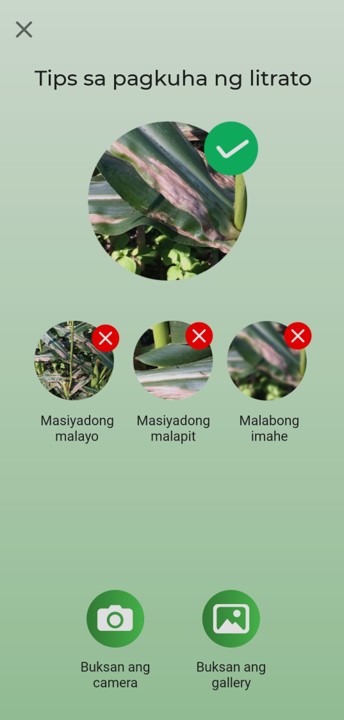 Tips sa pagkuha ng litrato
Masiyadong
malayo
Masiyadong
malapit
Malabong
imahe
Buksan ang
camera
Buksan ang
gallery